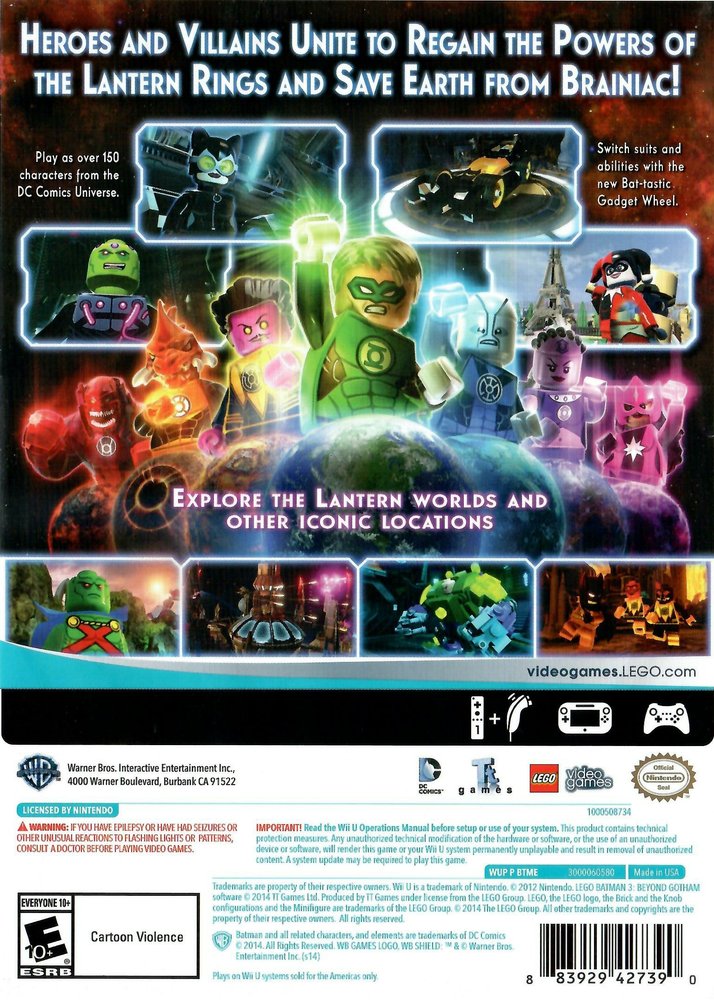 HEROES AND VILLAINS UNITE TO REGAIN THE POWERS OF
THE LANTERN RINGS AND SAVE EARTH FROM BRAINIAC!
Play as over 150
characters from the
DC Comics Universe.
Switch suits and
abilities with the
new Bat-tastic
Gadget Wheel.
EXPLORE THE LANTERN WORLDS AND
OTHER ICONIC LOCATIONS
videogames.LEGO.com
1
+
WB
Warner Bros. Interactive Entertainment Inc.,
4000 Warner Boulevard, Burbank CA 91522
DC
COMICS™
TT
games
LEGO
video
games
Official
Nintendo
Seal
LICENSED BY NINTENDO
1000508734
WARNING: IF YOU HAVE EPILEPSY OR HAVE HAD SEIZURES OR
OTHER UNUSUAL REACTIONS TO FLASHING LIGHTS OR PATTERNS,
CONSULT A DOCTOR BEFORE PLAYING VIDEO GAMES.
IMPORTANT! Read the Wii U Operations Manual before setup or use of your system. This product contains technical
protection measures. Any unauthorized technical modification of the hardware or software, or the use of an unauthorized
device or software, will render this game or your Wii U system permanently unplayable and result in removal of unauthorized
content. A system update may be required to play this game.
WUP P BTME
3000060580
Made in USA
Trademarks are property of their respective owners. Wii U is a trademark of Nintendo. © 2012 Nintendo. LEGO BATMAN 3: BEYOND GOTHAM
software © 2014 TT Games Ltd. Produced by TT Games under license from the LEGO Group. LEGO, the LEGO logo, the Brick and the Knob
configurations and the Minifigure are trademarks of the LEGO Group. © 2014 The LEGO Group. All other trademarks and copyrights are the
property of their respective owners. All rights reserved.
Batman and all related characters, and elements are trademarks of DC Comics
© 2014. All Rights Reserved. WB GAMES LOGO, WB SHIELD: ™ & © Warner Bros.
Entertainment Inc. (s14)
Plays on Wii U systems sold for the Americas only.
EVERYONE 10+
E
10+
ESRB
Cartoon Violence
8 83929 42739 0